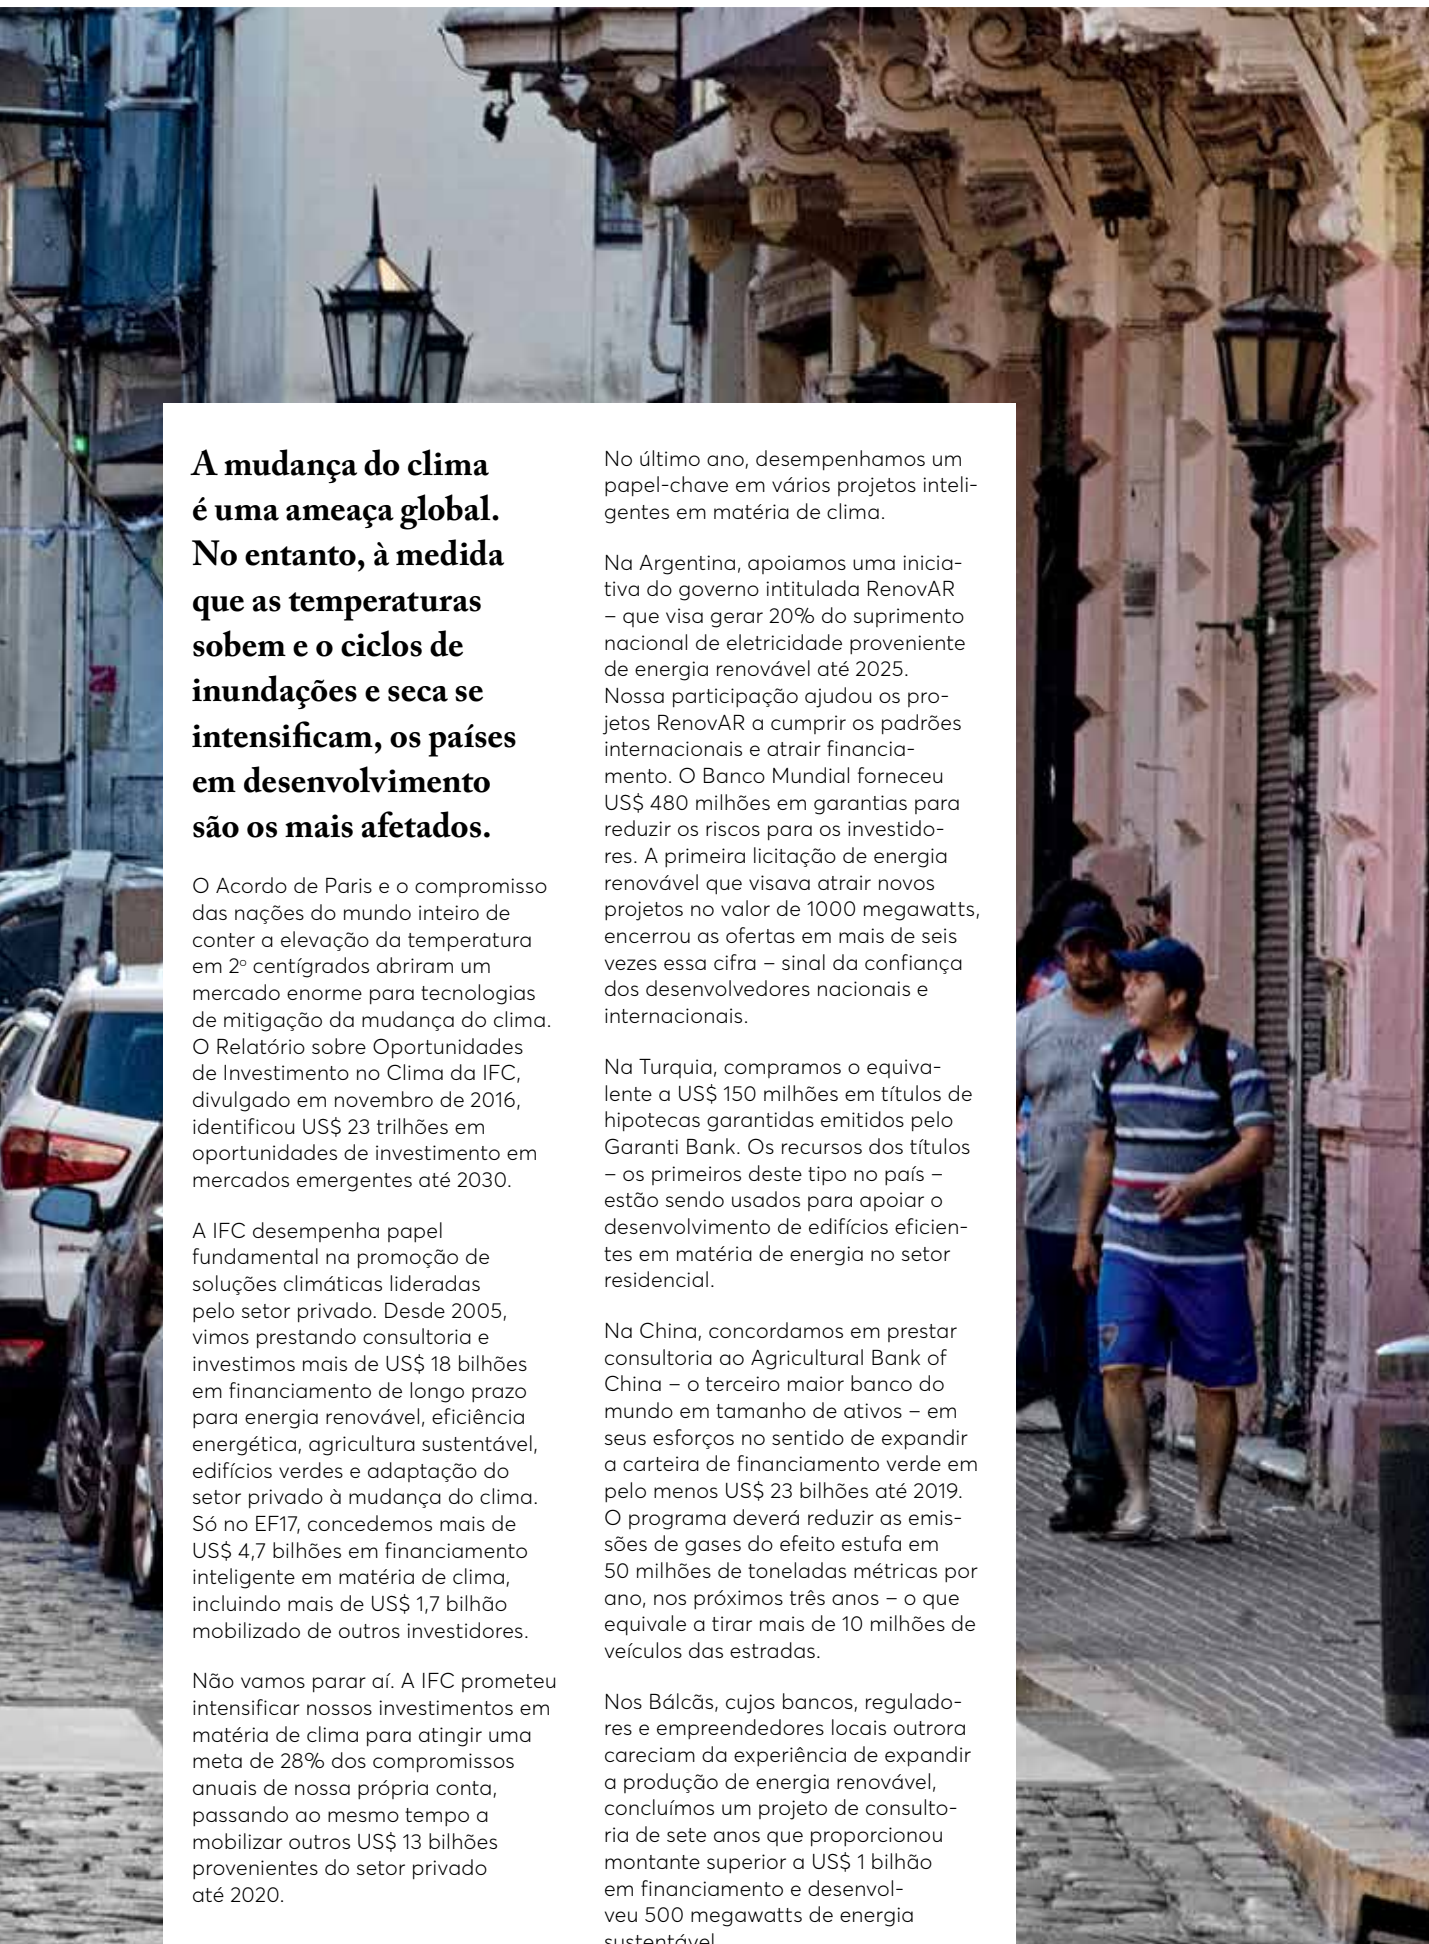 A mudança do clima
é uma ameaça global.
No entanto, à medida
que as temperaturas
sobem e o ciclos de
inundações e seca se
intensificam, os países
em desenvolvimento
são os mais afetados.
O Acordo de Paris e o compromisso
das nações do mundo inteiro de
conter a elevação da temperatura
em 2º centígrados abriram um
mercado enorme para tecnologias
de mitigação da mudança do clima.
O Relatório sobre Oportunidades
de Investimento no Clima da IFC,
divulgado em novembro de 2016,
identificou US$ 23 trilhões em
oportunidades de investimento em
mercados emergentes até 2030.
A IFC desempenha papel
fundamental na promoção de
soluções climáticas lideradas
pelo setor privado. Desde 2005,
vimos prestando consultoria e
investimos mais de US$ 18 bilhões
em financiamento de longo prazo
para energia renovável, eficiência
energética, agricultura sustentável,
edifícios verdes e adaptação do
setor privado à mudança do clima.
Só no EF17, concedemos mais de
US$ 4,7 bilhões em financiamento
inteligente em matéria de clima,
incluindo mais de US$ 1,7 bilhão
mobilizado de outros investidores.
Não vamos parar aí. A IFC prometeu
intensificar nossos investimentos em
matéria de clima para atingir uma
meta de 28% dos compromissos
anuais de nossa própria conta,
passando ao mesmo tempo a
mobilizar outros US$ 13 bilhões
provenientes do setor privado
até 2020.
No último ano, desempenhamos um
papel-chave em vários projetos inteli-
gentes em matéria de clima.
Na Argentina, apoiamos uma inicia-
tiva do governo intitulada RenovAR
– que visa gerar 20% do suprimento
nacional de eletricidade proveniente
de energia renovável até 2025.
Nossa participação ajudou os pro-
jetos RenovAR a cumprir os padrões
internacionais e atrair financia-
mento. O Banco Mundial forneceu
US$ 480 milhões em garantias para
reduzir os riscos para os investido-
res. A primeira licitação de energia
renovável que visava atrair novos
projetos no valor de 1000 megawatts,
encerrou as ofertas em mais de seis
vezes essa cifra – sinal da confiança
dos desenvolvedores nacionais e
internacionais.
Na Turquia, compramos o equiva-
lente a US$ 150 milhões em títulos de
hipotecas garantidas emitidos pelo
Garanti Bank. Os recursos dos títulos
– os primeiros deste tipo no país –
estão sendo usados para apoiar o
desenvolvimento de edifícios eficien-
tes em matéria de energia no setor
residencial.
Na China, concordamos em prestar
consultoria ao Agricultural Bank of
China – o terceiro maior banco do
mundo em tamanho de ativos – em
seus esforços no sentido de expandir
a carteira de financiamento verde em
pelo menos US$ 23 bilhões até 2019.
O programa deverá reduzir as emis-
sões de gases do efeito estufa em
50 milhões de toneladas métricas por
ano, nos próximos três anos – o que
equivale a tirar mais de 10 milhões de
veículos das estradas.
Nos Bálcãs, cujos bancos, regulado-
res e empreendedores locais outrora
careciam da experiência de expandir
a produção de energia renovável,
concluímos um projeto de consulto-
ria de sete anos que proporcionou
montante superior a US$ 1 bilhão
em financiamento e desenvol-
veu 500 megawatts de energia
sustentável.